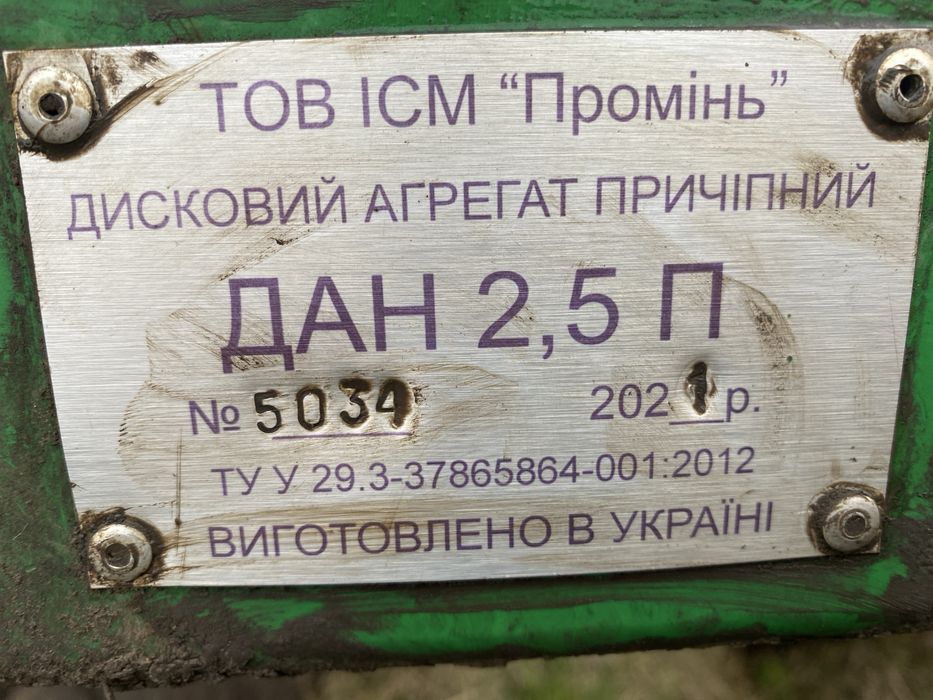 ТОВ ІСМ “Промінь”
ДИСКОВИЙ АГРЕГАТ ПРИЧІПНИЙ
ДАН 2,5 П
№ 5034 2021р.
ТУ У 29.3-37865864-001:2012
ВИГОТОВЛЕНО В УКРАЇНІ